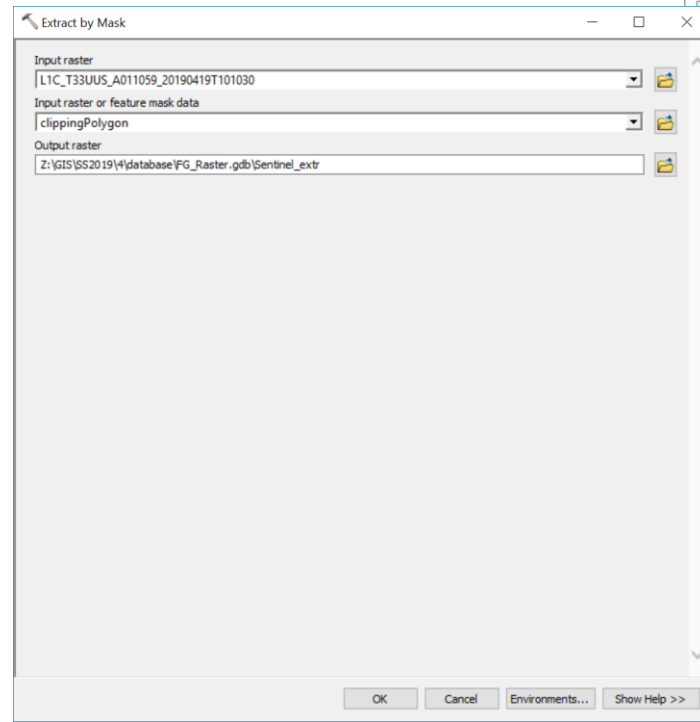 Extract by Mask
Input raster
L1C_T33UUS_A011059_20190419T101030
Input raster or feature mask data
clippingPolygon
Output raster
Z:\GIS\SS2019\4\database\FG_Raster.gdb\Sentinel_extr
OK Cancel Environments... Show Help >>